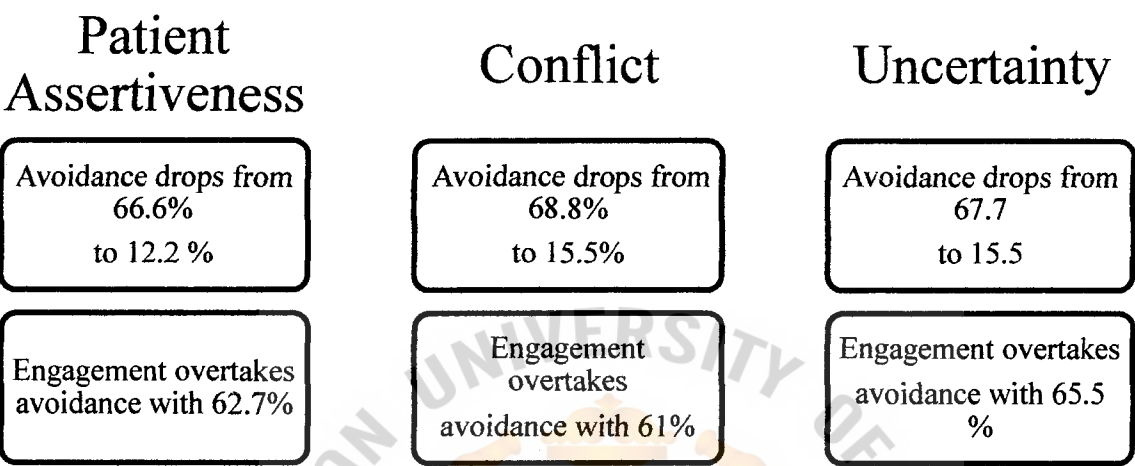 Patient
Assertiveness
Avoidance drops from
66.6%
to 12.2 %
Engagement overtakes
avoidance with 62.7%
Conflict
Avoidance drops from
68.8%
to 15.5%
Engagement
overtakes
avoidance with 61%
Uncertainty
Avoidance drops from
67.7
to 15.5
Engagement overtakes
avoidance with 65.5
%
UNIVERSITY OF